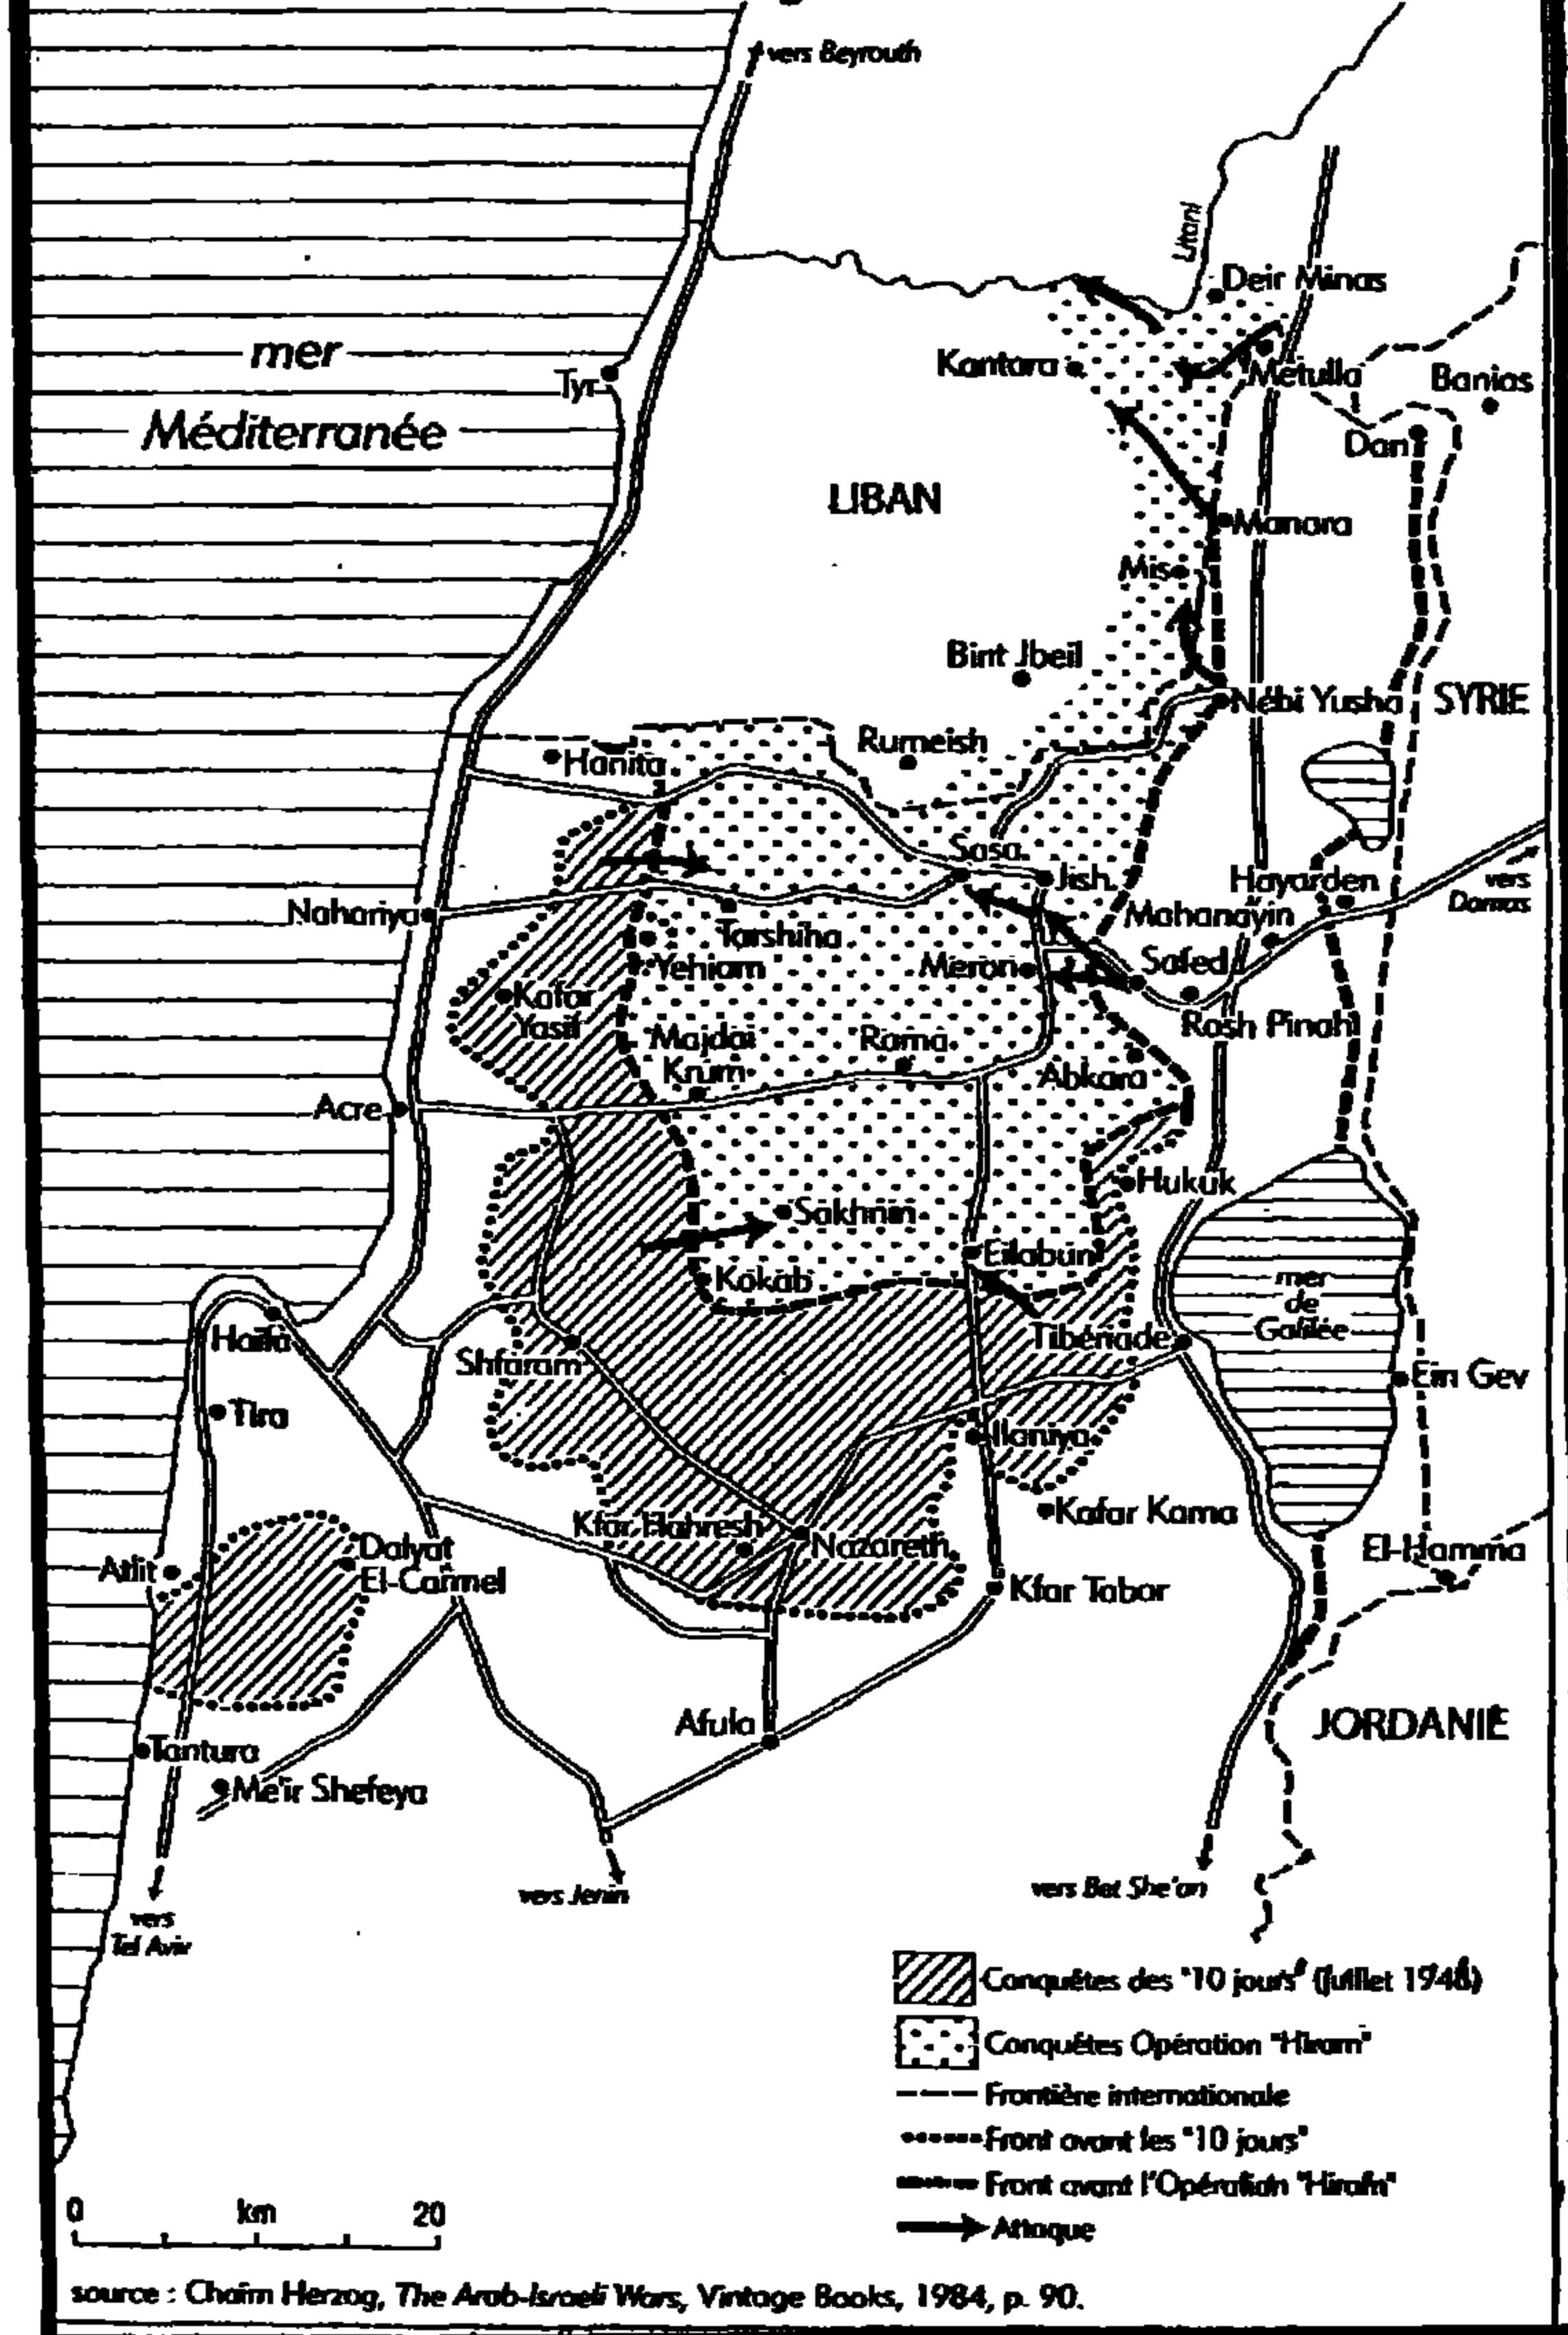 vers Beyrouth
Litani
Deir Minas
mer
Méditerranée
Tyr
Kantara
Metulla
Banias
Dan
LIBAN
Manara
Mis
Bint Jbeil
Nébi Yusha
SYRIE
Hanita
Rumeish
Sasa
Jish
Hayarden
vers
Damas
Nahariya
Tarshiha
Mahanayin
Yehiam
Meron
Safed
Kafar
Yasif
Rosh Pinah
Majdai
Krum
Rama
Abkara
Acre
Hukuk
Sakhnin
Eilabun
Kokab
mer
de
Galilée
Haifa
Shfaram
Tibériade
Ein Gev
Tira
Ilaniya
Kafar Kama
Kfar Hahresh
Nazareth
El-Hamma
Atlit
Dalyat
El-Carmel
Kfar Tabor
Afula
JORDANIE
Tantura
Me'ir Shefeya
vers Jenin
vers Bet She'an
vers
Tel Aviv
Conquêtes des "10 jours" (Juillet 1948)
Conquêtes Opération "Hiram"
Frontière internationale
Front avant les "10 jours"
Front avant l'Opération "Hiram"
Attaque
0 km 20
source : Chaïm Herzog, The Arab-Israeli Wars, Vintage Books, 1984, p. 90.